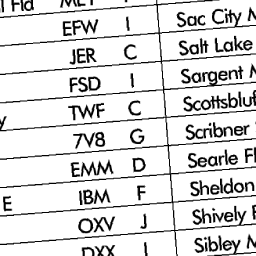 Fld MLY I
EFW I Sac City M
JER C Salt Lake
FSD I Sargent M
TWF C Scottsbluf
y 7V8 G Scribner
EMM D Searle Fl
E IBM F Sheldon
OXV J Shively F
DXX I Sibley M